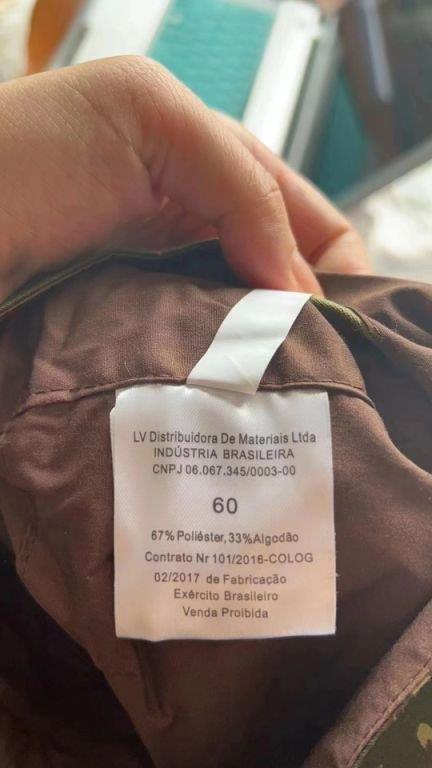 LV Distribuidora De Materiais Ltda
INDÚSTRIA BRASILEIRA
CNPJ 06.067.345/0003-00
60
67% Poliéster, 33%Algodão
Contrato Nr 101/2016-COLOG
02/2017 de Fabricação
Exército Brasileiro
Venda Proibida